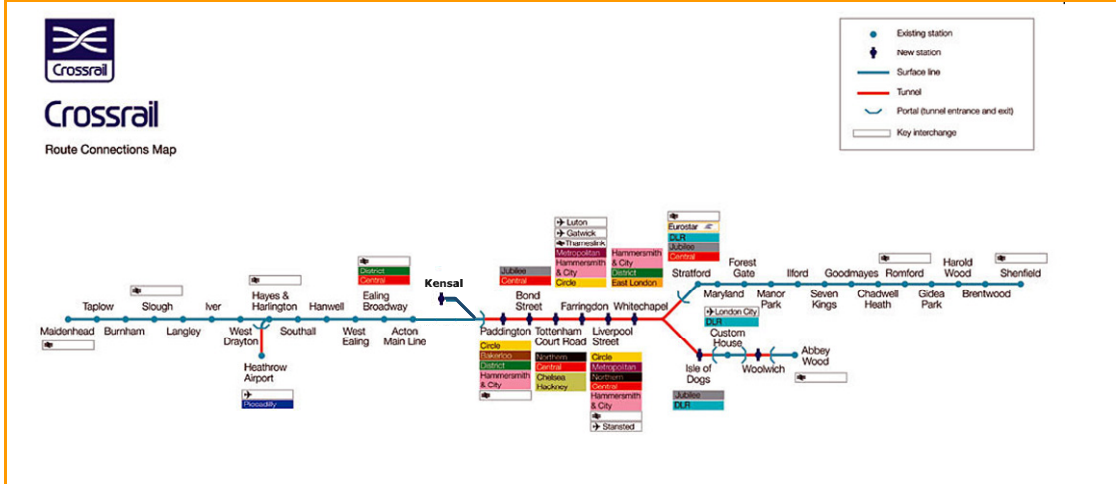 Crossrail
Crossrail
Route Connections Map
Existing station
New station
Surface line
Tunnel
Portal (tunnel entrance and exit)
Key interchange
Luton
Gatwick
Thameslink
Metropolitan
Hammersmith
& City
Circle
Hammersmith
& City
District
East London
Eurostar
DLR
Jubilee
Central
District
Central
Jubilee
Central
Kensal
Taplow
Slough
Iver
Hayes &
Harlington
Hanwell
Ealing
Broadway
Bond
Street
Farringdon
Whitechapel
Stratford
Forest
Gate
Ilford
Goodmayes
Romford
Harold
Wood
Shenfield
Maidenhead
Burnham
Langley
West
Drayton
Southall
West
Ealing
Acton
Main Line
Paddington
Tottenham
Court Road
Liverpool
Street
Maryland
Manor
Park
Seven
Kings
Chadwell
Heath
Gidea
Park
Brentwood
London City
DLR
Custom
House
Heathrow
Airport
Piccadilly
Isle of
Dogs
Woolwich
Abbey
Wood
Jubilee
DLR
Circle
Bakerloo
District
Hammersmith
& City
Northern
Central
Chelsea
Hackney
Circle
Metropolitan
Northern
Central
Hammersmith
& City
Stansted